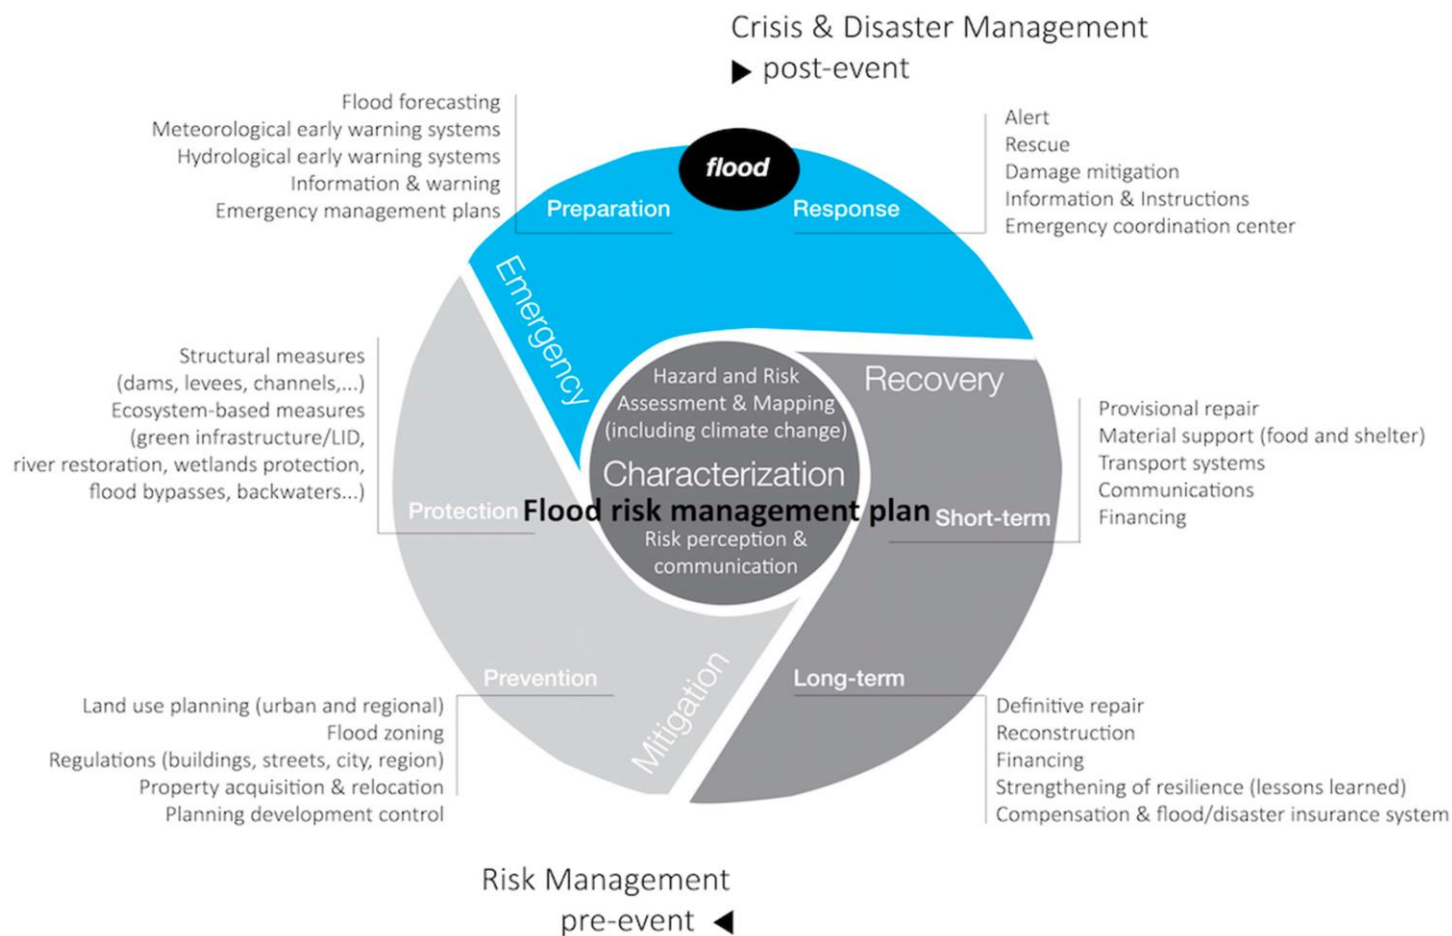 Crisis & Disaster Management
▶ post-event
Flood forecasting
Meteorological early warning systems
Hydrological early warning systems
Information & warning
Emergency management plans
flood
Preparation
Response
Alert
Rescue
Damage mitigation
Information & Instructions
Emergency coordination center
Emergency
Structural measures
(dams, levees, channels,...)
Ecosystem-based measures
(green infrastructure/LID,
river restoration, wetlands protection,
flood bypasses, backwaters...)
Protection
Hazard and Risk
Assessment & Mapping
(including climate change)
Characterization
Flood risk management plan
Risk perception &
communication
Recovery
Short-term
Provisional repair
Material support (food and shelter)
Transport systems
Communications
Financing
Prevention
Mitigation
Land use planning (urban and regional)
Flood zoning
Regulations (buildings, streets, city, region)
Property acquisition & relocation
Planning development control
Long-term
Definitive repair
Reconstruction
Financing
Strengthening of resilience (lessons learned)
Compensation & flood/disaster insurance system
Risk Management
pre-event ◀